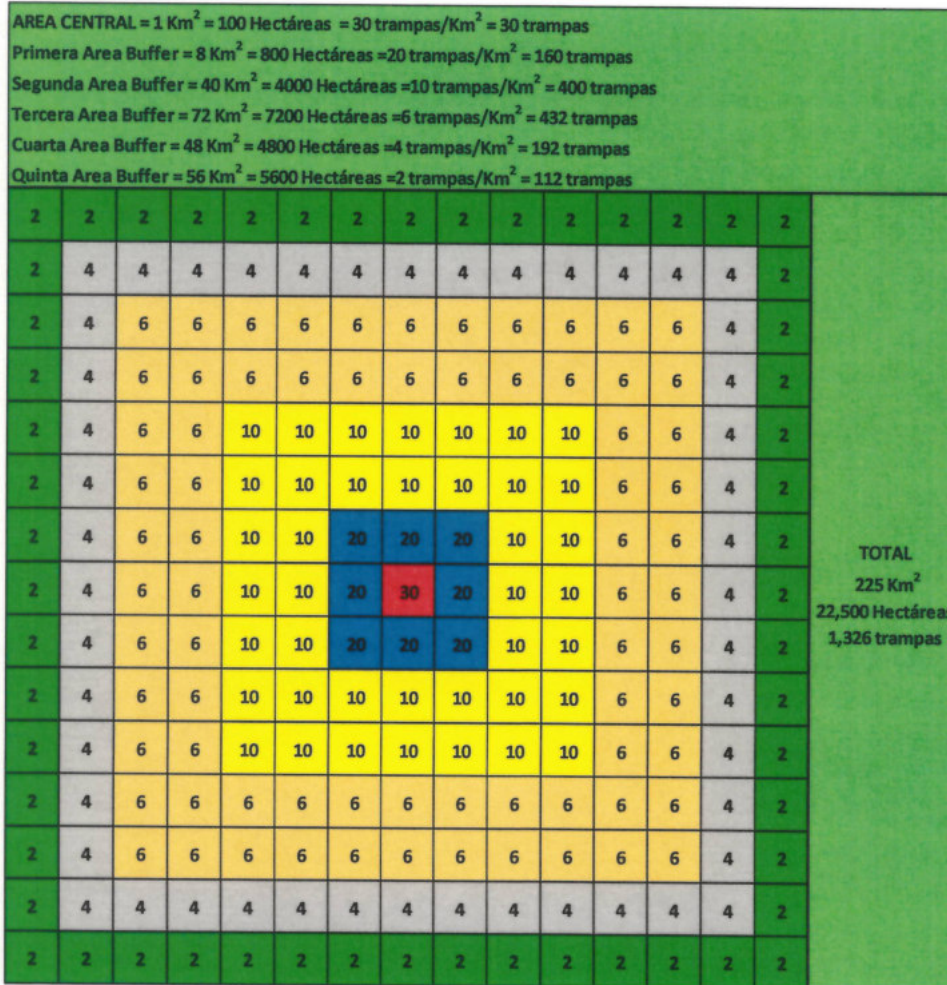 AREA CENTRAL = 1 Km² = 100 Hectáreas = 30 trampas/Km² = 30 trampas
Primera Area Buffer = 8 Km² = 800 Hectáreas =20 trampas/Km² = 160 trampas
Segunda Area Buffer = 40 Km² = 4000 Hectáreas =10 trampas/Km² = 400 trampas
Tercera Area Buffer = 72 Km² = 7200 Hectáreas =6 trampas/Km² = 432 trampas
Cuarta Area Buffer = 48 Km² = 4800 Hectáreas =4 trampas/Km² = 192 trampas
Quinta Area Buffer = 56 Km² = 5600 Hectáreas =2 trampas/Km² = 112 trampas
2 2 2 2 2 2 2 2 2 2 2 2 2 2 2
2 4 4 4 4 4 4 4 4 4 4 4 4 4 2
2 4 6 6 6 6 6 6 6 6 6 6 6 4 2
2 4 6 6 6 6 6 6 6 6 6 6 6 4 2
2 4 6 6 10 10 10 10 10 10 10 6 6 4 2
2 4 6 6 10 10 10 10 10 10 10 6 6 4 2
2 4 6 6 10 10 20 20 20 10 10 6 6 4 2
2 4 6 6 10 10 20 30 20 10 10 6 6 4 2
2 4 6 6 10 10 20 20 20 10 10 6 6 4 2
2 4 6 6 10 10 10 10 10 10 10 6 6 4 2
2 4 6 6 10 10 10 10 10 10 10 6 6 4 2
2 4 6 6 6 6 6 6 6 6 6 6 6 4 2
2 4 6 6 6 6 6 6 6 6 6 6 6 4 2
2 4 4 4 4 4 4 4 4 4 4 4 4 4 2
2 2 2 2 2 2 2 2 2 2 2 2 2 2 2
TOTAL
225 Km²
22,500 Hectárea
1,326 trampas